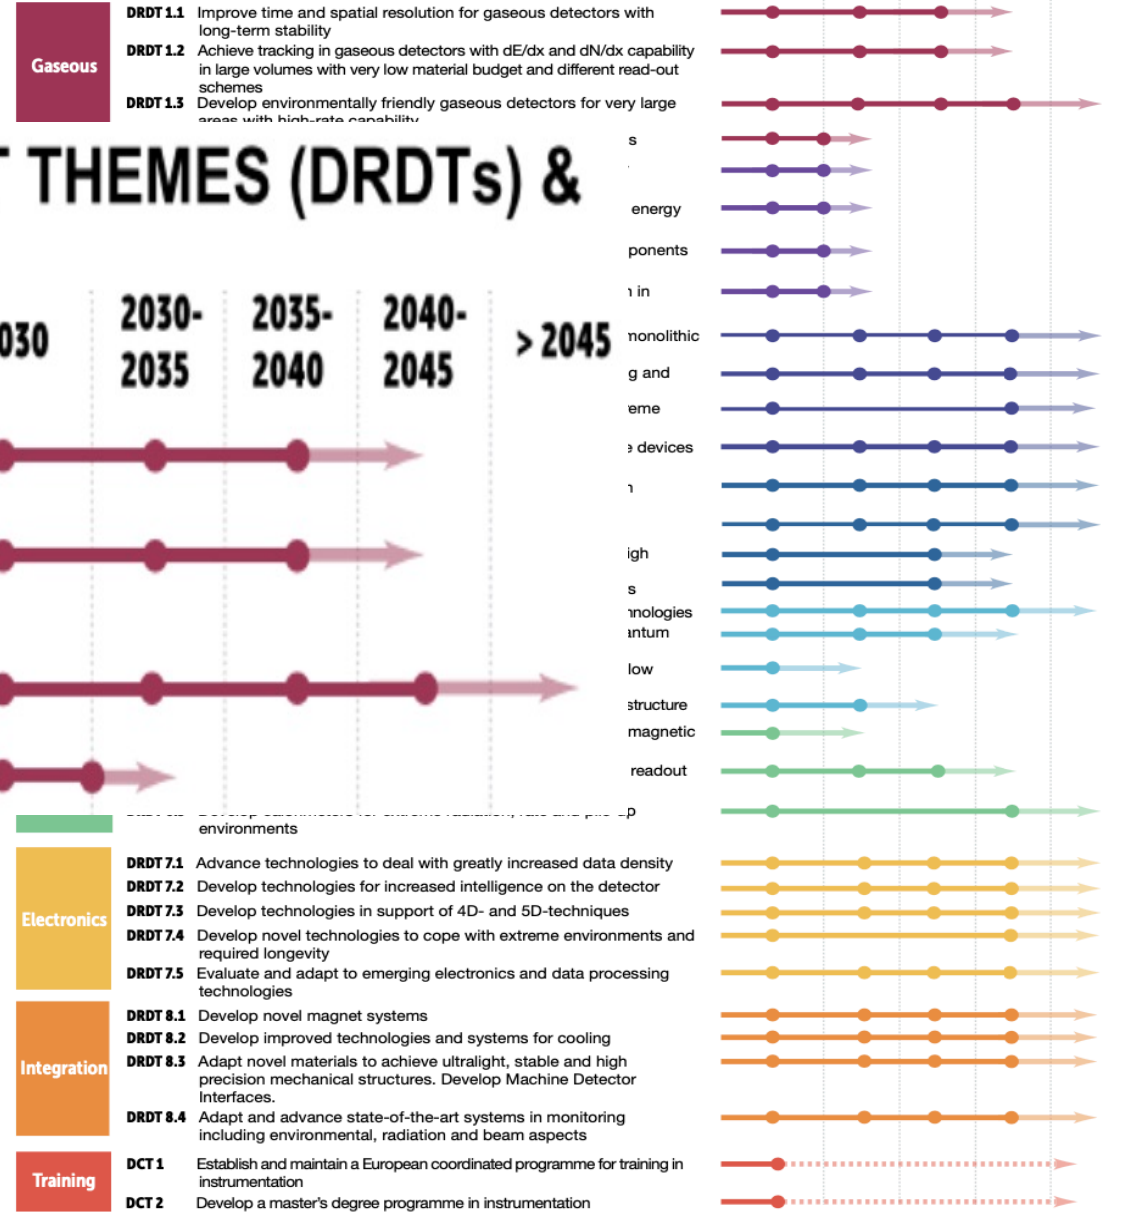 Gaseous
DRDT 1.1 Improve time and spatial resolution for gaseous detectors with
long-term stability
DRDT 1.2 Achieve tracking in gaseous detectors with dE/dx and dN/dx capability
in large volumes with very low material budget and different read-out
schemes
DRDT 1.3 Develop environmentally friendly gaseous detectors for very large
areas with high-rate capability
THEMES (DRDTs) &
030
2030-
2035
2035-
2040
2040-
2045
> 2045
s
energy
ponents
n in
monolithic
g and
reme
e devices
n
igh
s
hnologies
antum
low
structure
magnetic
readout
environments
Electronics
DRDT 7.1 Advance technologies to deal with greatly increased data density
DRDT 7.2 Develop technologies for increased intelligence on the detector
DRDT 7.3 Develop technologies in support of 4D- and 5D-techniques
DRDT 7.4 Develop novel technologies to cope with extreme environments and
required longevity
DRDT 7.5 Evaluate and adapt to emerging electronics and data processing
technologies
Integration
DRDT 8.1 Develop novel magnet systems
DRDT 8.2 Develop improved technologies and systems for cooling
DRDT 8.3 Adapt novel materials to achieve ultralight, stable and high
precision mechanical structures. Develop Machine Detector
Interfaces.
DRDT 8.4 Adapt and advance state-of-the-art systems in monitoring
including environmental, radiation and beam aspects
Training
DCT 1 Establish and maintain a European coordinated programme for training in
instrumentation
DCT 2 Develop a master's degree programme in instrumentation